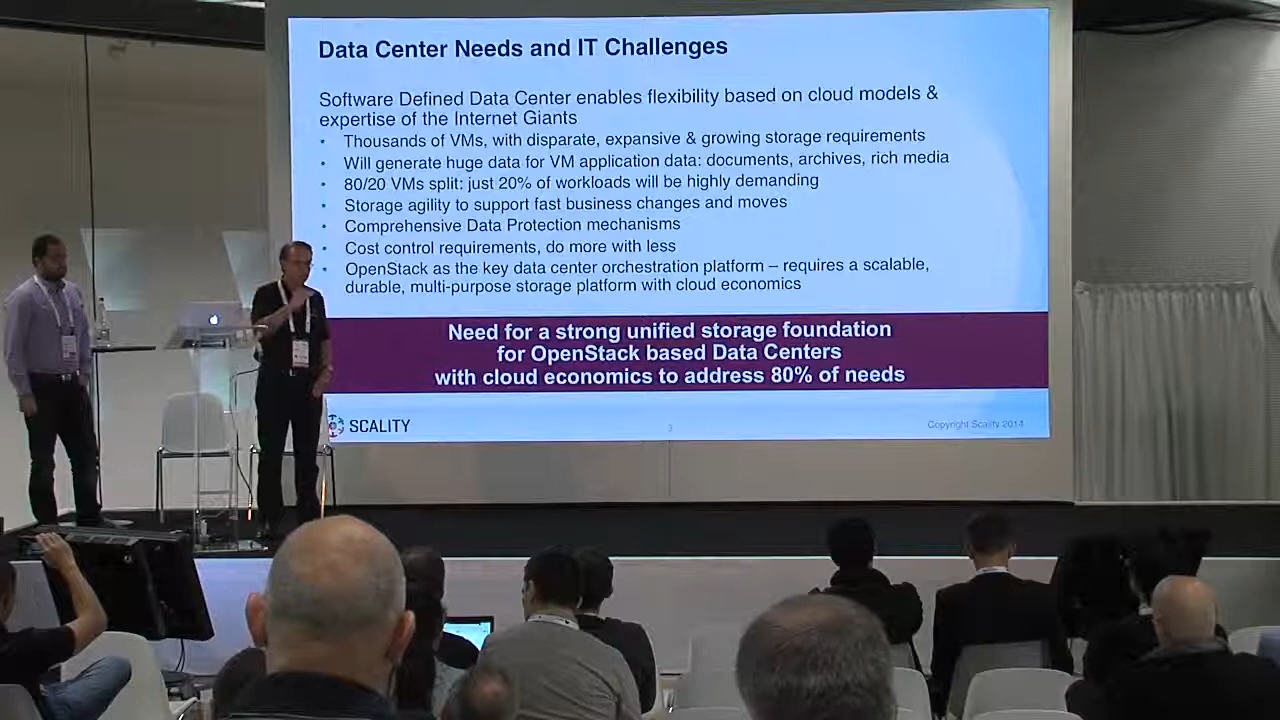 Data Center Needs and IT Challenges
Software Defined Data Center enables flexibility based on cloud models &
expertise of the Internet Giants
• Thousands of VMs, with disparate, expansive & growing storage requirements
• Will generate huge data for VM application data: documents, archives, rich media
• 80/20 VMs split: just 20% of workloads will be highly demanding
• Storage agility to support fast business changes and moves
• Comprehensive Data Protection mechanisms
• Cost control requirements, do more with less
• OpenStack as the key data center orchestration platform – requires a scalable,
durable, multi-purpose storage platform with cloud economics
Need for a strong unified storage foundation
for OpenStack based Data Centers
with cloud economics to address 80% of needs
SCALITY
3
Copyright Scality 2014